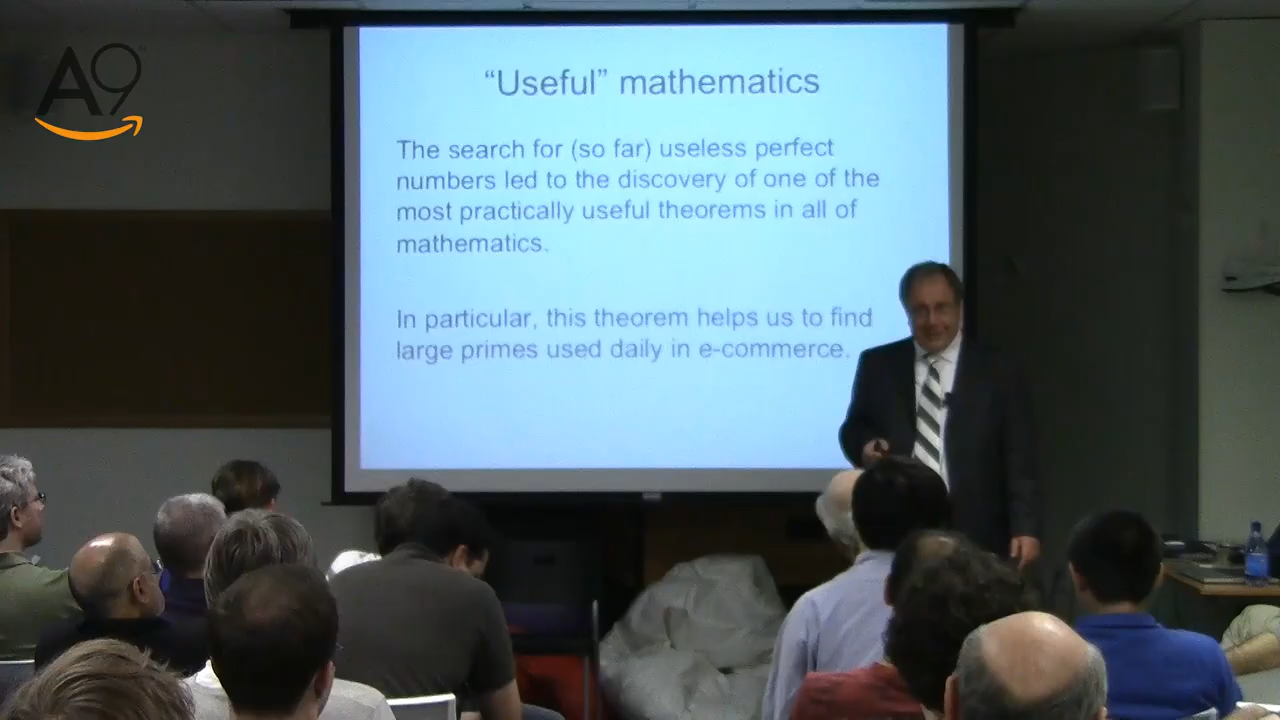 A9
“Useful” mathematics
The search for (so far) useless perfect
numbers led to the discovery of one of the
most practically useful theorems in all of
mathematics.
In particular, this theorem helps us to find
large primes used daily in e-commerce.